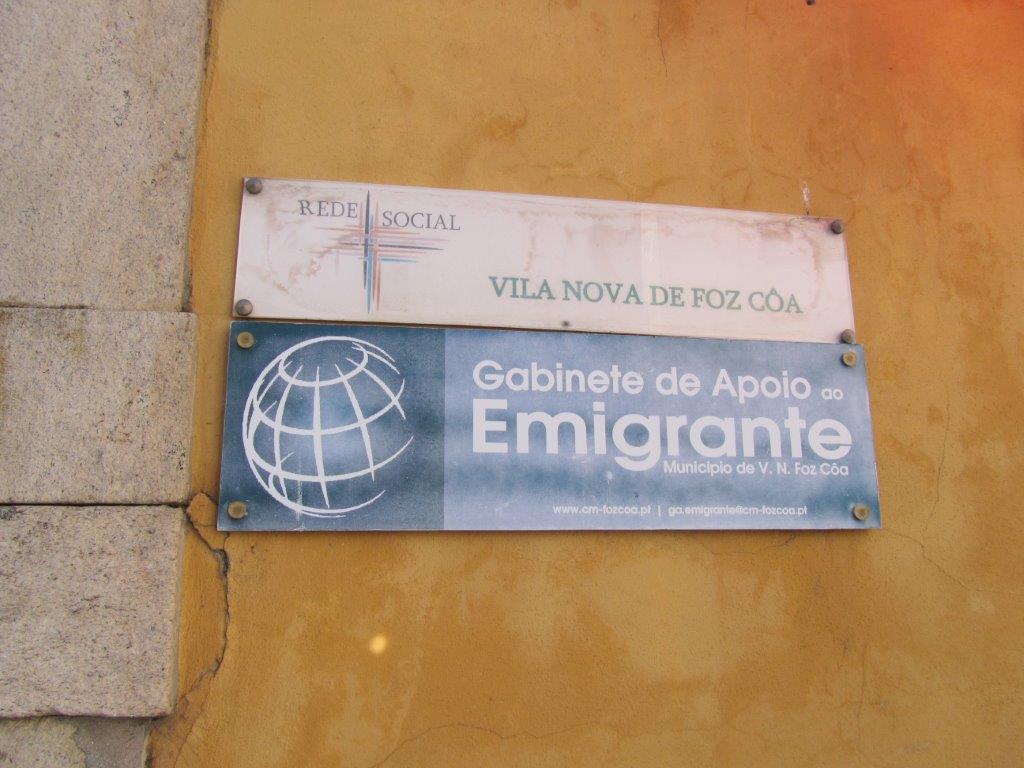 REDE SOCIAL
VILA NOVA DE FOZ CÔA
Gabinete de Apoio ao
Emigrante
Município de V. N. Foz Côa
www.cm-fozcoa.pt | ga.emigrante@cm-fozcoa.pt